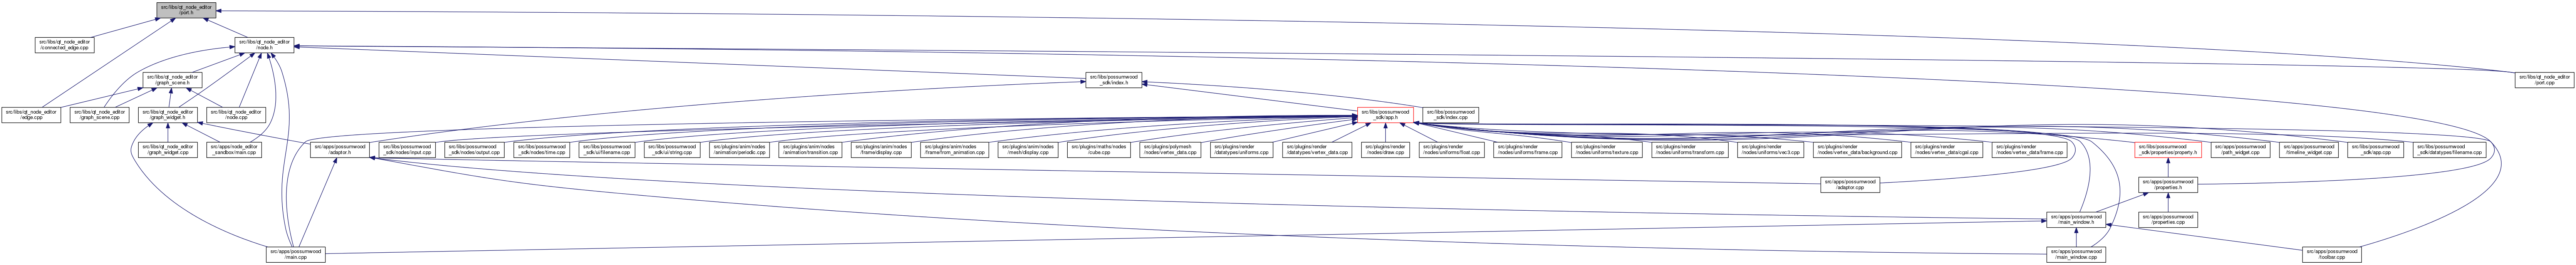 src/libs/qt_node_editor
/port.h
src/libs/qt_node_editor
/connected_edge.cpp
src/libs/qt_node_editor
/node.h
src/libs/qt_node_editor
/graph_scene.h
src/libs/possumwood
_sdk/index.h
src/libs/qt_node_editor
/port.cpp
src/libs/qt_node_editor
/edge.cpp
src/libs/qt_node_editor
/graph_scene.cpp
src/libs/qt_node_editor
/graph_widget.h
src/libs/qt_node_editor
/node.cpp
src/libs/possumwood
_sdk/app.h
src/libs/possumwood
_sdk/index.cpp
src/libs/qt_node_editor
/graph_widget.cpp
src/apps/node_editor
_sandbox/main.cpp
src/apps/possumwood
/adaptor.h
src/libs/possumwood
_sdk/nodes/input.cpp
src/libs/possumwood
_sdk/nodes/output.cpp
src/libs/possumwood
_sdk/nodes/time.cpp
src/libs/possumwood
_sdk/ui/filename.cpp
src/libs/possumwood
_sdk/ui/string.cpp
src/plugins/anim/nodes
/animation/periodic.cpp
src/plugins/anim/nodes
/animation/transition.cpp
src/plugins/anim/nodes
/frame/display.cpp
src/plugins/anim/nodes
/frame/from_animation.cpp
src/plugins/anim/nodes
/mesh/display.cpp
src/plugins/maths/nodes
/cube.cpp
src/plugins/polymesh
/nodes/vertex_data.cpp
src/plugins/render
/datatypes/uniforms.cpp
src/plugins/render
/datatypes/vertex_data.cpp
src/plugins/render
/nodes/draw.cpp
src/plugins/render
/nodes/uniforms/float.cpp
src/plugins/render
/nodes/uniforms/frame.cpp
src/plugins/render
/nodes/uniforms/texture.cpp
src/plugins/render
/nodes/uniforms/transform.cpp
src/plugins/render
/nodes/uniforms/vec3.cpp
src/plugins/render
/nodes/vertex_data/background.cpp
src/plugins/render
/nodes/vertex_data/cgal.cpp
src/plugins/render
/nodes/vertex_data/frame.cpp
src/libs/possumwood
_sdk/properties/property.h
src/apps/possumwood
/path_widget.cpp
src/apps/possumwood
/timeline_widget.cpp
src/libs/possumwood
_sdk/app.cpp
src/libs/possumwood
_sdk/datatypes/filename.cpp
src/apps/possumwood
/adaptor.cpp
src/apps/possumwood
/properties.h
src/apps/possumwood
/main_window.h
src/apps/possumwood
/properties.cpp
src/apps/possumwood
/main.cpp
src/apps/possumwood
/main_window.cpp
src/apps/possumwood
/toolbar.cpp